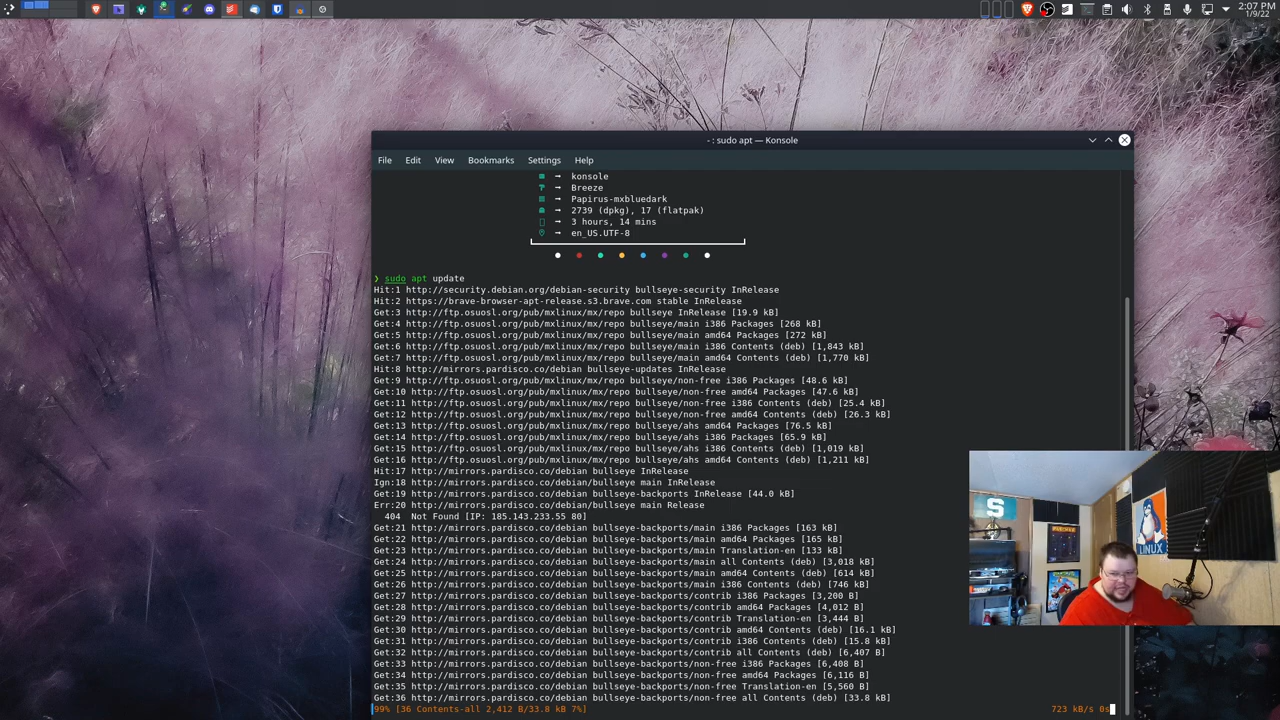 2:07 PM
1/9/22
- : sudo apt — Konsole
File Edit View Bookmarks Settings Help
→ konsole
→ Breeze
→ Papirus-mxbluedark
→ 2739 (dpkg), 17 (flatpak)
→ 3 hours, 14 mins
→ en_US.UTF-8
❯ sudo apt update
Hit:1 http://security.debian.org/debian-security bullseye-security InRelease
Hit:2 https://brave-browser-apt-release.s3.brave.com stable InRelease
Get:3 http://ftp.osuosl.org/pub/mxlinux/mx/repo bullseye InRelease [19.9 kB]
Get:4 http://ftp.osuosl.org/pub/mxlinux/mx/repo bullseye/main i386 Packages [268 kB]
Get:5 http://ftp.osuosl.org/pub/mxlinux/mx/repo bullseye/main amd64 Packages [272 kB]
Get:6 http://ftp.osuosl.org/pub/mxlinux/mx/repo bullseye/main i386 Contents (deb) [1,843 kB]
Get:7 http://ftp.osuosl.org/pub/mxlinux/mx/repo bullseye/main amd64 Contents (deb) [1,770 kB]
Hit:8 http://mirrors.pardisco.co/debian bullseye-updates InRelease
Get:9 http://ftp.osuosl.org/pub/mxlinux/mx/repo bullseye/non-free i386 Packages [48.6 kB]
Get:10 http://ftp.osuosl.org/pub/mxlinux/mx/repo bullseye/non-free amd64 Packages [47.6 kB]
Get:11 http://ftp.osuosl.org/pub/mxlinux/mx/repo bullseye/non-free i386 Contents (deb) [25.4 kB]
Get:12 http://ftp.osuosl.org/pub/mxlinux/mx/repo bullseye/non-free amd64 Contents (deb) [26.3 kB]
Get:13 http://ftp.osuosl.org/pub/mxlinux/mx/repo bullseye/ahs amd64 Packages [76.5 kB]
Get:14 http://ftp.osuosl.org/pub/mxlinux/mx/repo bullseye/ahs i386 Packages [65.9 kB]
Get:15 http://ftp.osuosl.org/pub/mxlinux/mx/repo bullseye/ahs i386 Contents (deb) [1,019 kB]
Get:16 http://ftp.osuosl.org/pub/mxlinux/mx/repo bullseye/ahs amd64 Contents (deb) [1,211 kB]
Hit:17 http://mirrors.pardisco.co/debian bullseye InRelease
Ign:18 http://mirrors.pardisco.co/debian/debian bullseye main InRelease
Get:19 http://mirrors.pardisco.co/debian bullseye-backports InRelease [44.0 kB]
Err:20 http://mirrors.pardisco.co/debian/debian bullseye main Release
404 Not Found [IP: 185.143.233.55 80]
Get:21 http://mirrors.pardisco.co/debian bullseye-backports/main i386 Packages [163 kB]
Get:22 http://mirrors.pardisco.co/debian bullseye-backports/main amd64 Packages [165 kB]
Get:23 http://mirrors.pardisco.co/debian bullseye-backports/main Translation-en [133 kB]
Get:24 http://mirrors.pardisco.co/debian bullseye-backports/main all Contents (deb) [3,018 kB]
Get:25 http://mirrors.pardisco.co/debian bullseye-backports/main amd64 Contents (deb) [614 kB]
Get:26 http://mirrors.pardisco.co/debian bullseye-backports/main i386 Contents (deb) [746 kB]
Get:27 http://mirrors.pardisco.co/debian bullseye-backports/contrib i386 Packages [3,200 B]
Get:28 http://mirrors.pardisco.co/debian bullseye-backports/contrib amd64 Packages [4,012 B]
Get:29 http://mirrors.pardisco.co/debian bullseye-backports/contrib Translation-en [3,444 B]
Get:30 http://mirrors.pardisco.co/debian bullseye-backports/contrib amd64 Contents (deb) [16.1 kB]
Get:31 http://mirrors.pardisco.co/debian bullseye-backports/contrib i386 Contents (deb) [15.8 kB]
Get:32 http://mirrors.pardisco.co/debian bullseye-backports/contrib all Contents (deb) [6,407 B]
Get:33 http://mirrors.pardisco.co/debian bullseye-backports/non-free i386 Packages [6,408 B]
Get:34 http://mirrors.pardisco.co/debian bullseye-backports/non-free amd64 Packages [6,116 B]
Get:35 http://mirrors.pardisco.co/debian bullseye-backports/non-free Translation-en [5,560 B]
Get:36 http://mirrors.pardisco.co/debian bullseye-backports/non-free all Contents (deb) [33.8 kB]
99% [36 Contents-all 2,412 B/33.8 kB 7%] 723 kB/s 0s
S
LINUX